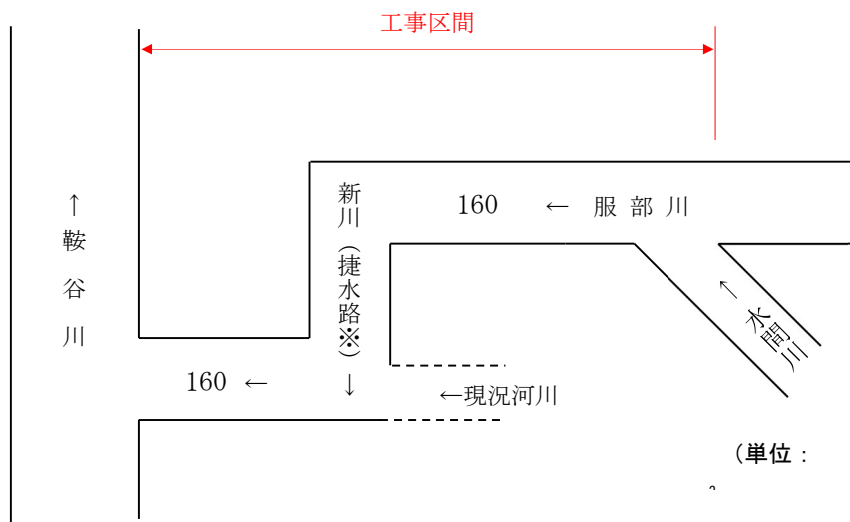 工事区間
↑鞍谷川
新川（捷水路※）↓
160 ← 服部川
↑水間川
160 ←
←現況河川
（単位：